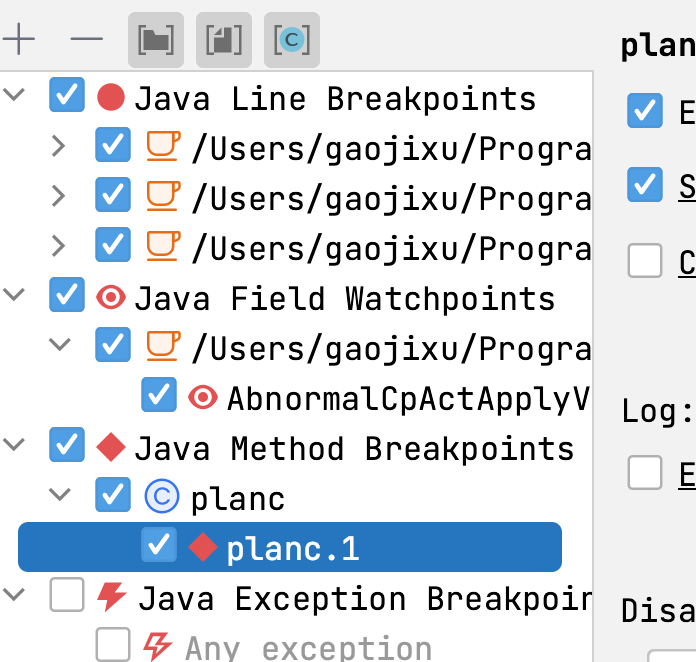 plan
Java Line Breakpoints
E
/Users/gaojixu/Progra
/Users/gaojixu/Progra
S
/Users/gaojixu/Progra
C
Java Field Watchpoints
/Users/gaojixu/Progra
AbnormalCpActApplyV
Log:
Java Method Breakpoints
E
planc
planc.1
Java Exception Breakpoin
Disa
Any exception